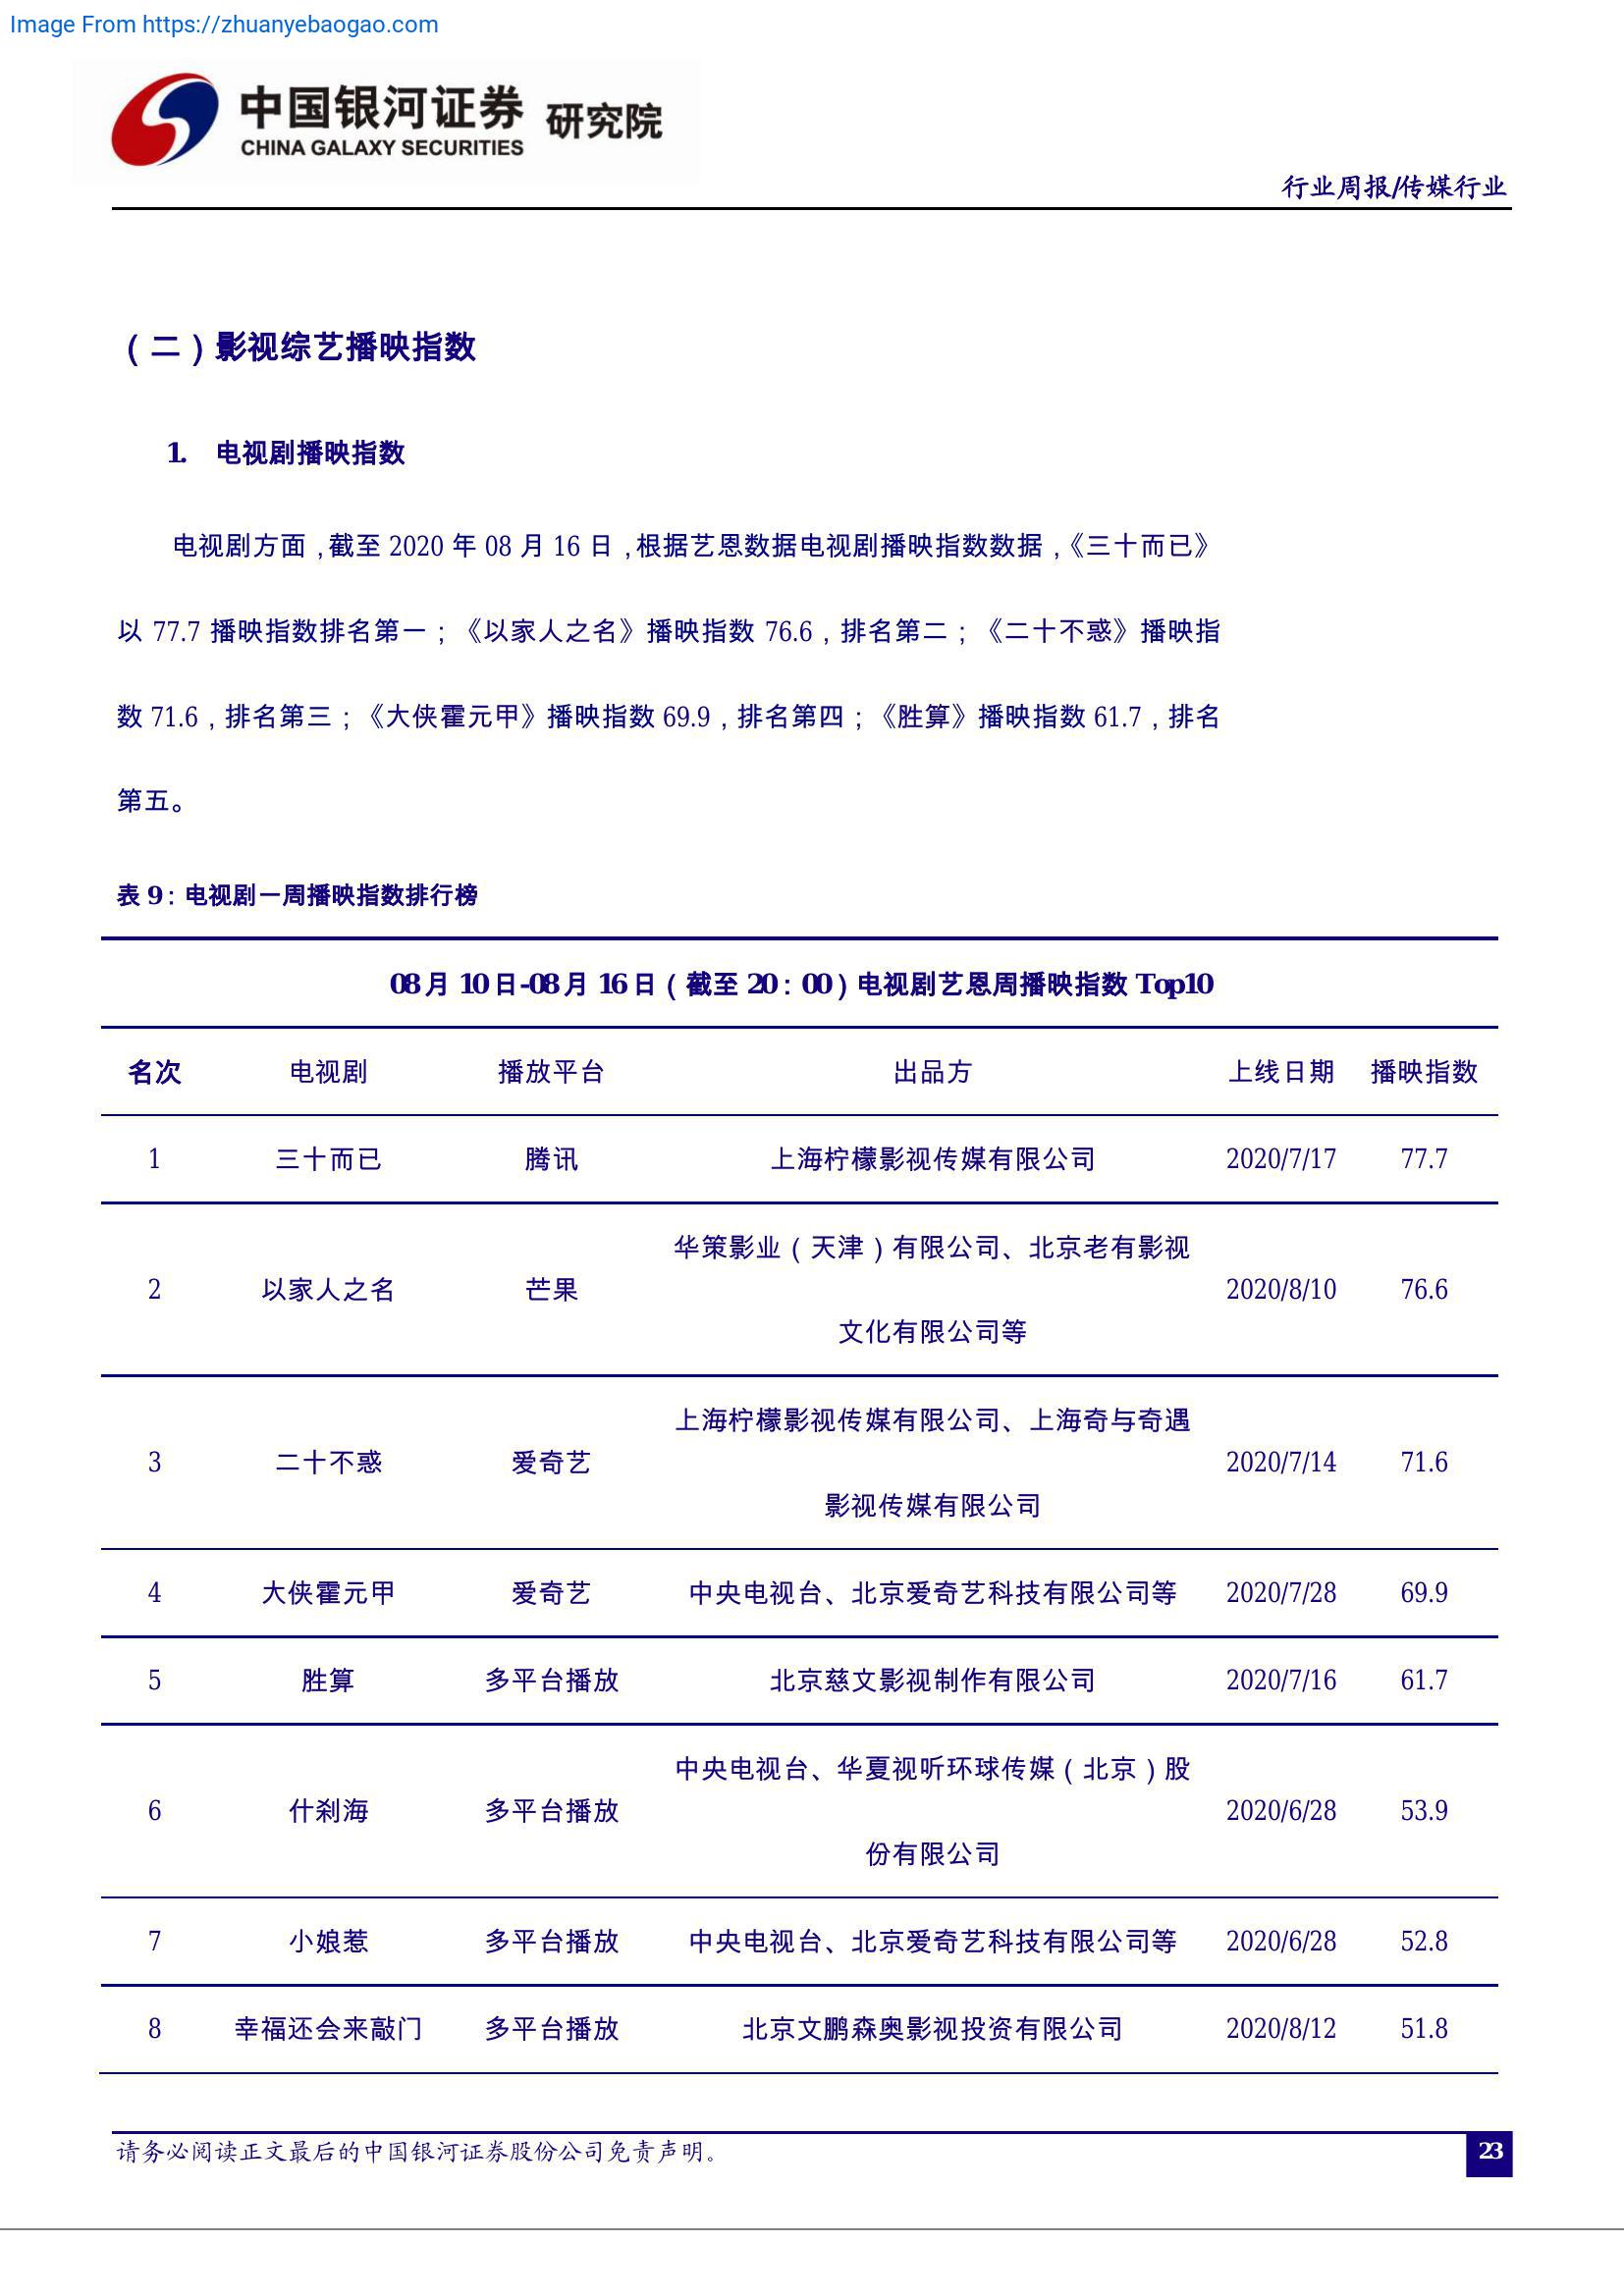 Image From https://zhuanyebaogao.com
中国银河证券 研究院
CHINA GALAXY SECURITIES
行业周报/传媒行业
（二）影视综艺播映指数
1. 电视剧播映指数
电视剧方面，截至 2020 年 08 月 16 日，根据艺恩数据电视剧播映指数数据，《三十而已》
以 77.7 播映指数排名第一；《以家人之名》播映指数 76.6，排名第二；《二十不惑》播映指
数 71.6，排名第三；《大侠霍元甲》播映指数 69.9，排名第四；《胜算》播映指数 61.7，排名
第五。
表 9：电视剧一周播映指数排行榜
08 月 10 日-08 月 16 日（截至 20：00）电视剧艺恩周播映指数 Top10
名次 电视剧 播放平台 出品方 上线日期 播映指数
1 三十而已 腾讯 上海柠檬影视传媒有限公司 2020/7/17 77.7
华策影业（天津）有限公司、北京老有影视
2 以家人之名 芒果 2020/8/10 76.6
文化有限公司等
上海柠檬影视传媒有限公司、上海奇与奇遇
3 二十不惑 爱奇艺 2020/7/14 71.6
影视传媒有限公司
4 大侠霍元甲 爱奇艺 中央电视台、北京爱奇艺科技有限公司等 2020/7/28 69.9
5 胜算 多平台播放 北京慈文影视制作有限公司 2020/7/16 61.7
中央电视台、华夏视听环球传媒（北京）股
6 什刹海 多平台播放 2020/6/28 53.9
份有限公司
7 小娘惹 多平台播放 中央电视台、北京爱奇艺科技有限公司等 2020/6/28 52.8
8 幸福还会来敲门 多平台播放 北京文鹏森奥影视投资有限公司 2020/8/12 51.8
请务必阅读正文最后的中国银河证券股份公司免责声明。
23